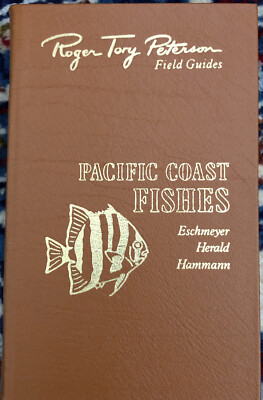 Roger Tory Peterson
Field Guides
PACIFIC COAST
FISHES
Eschmeyer
Herald
Hammann